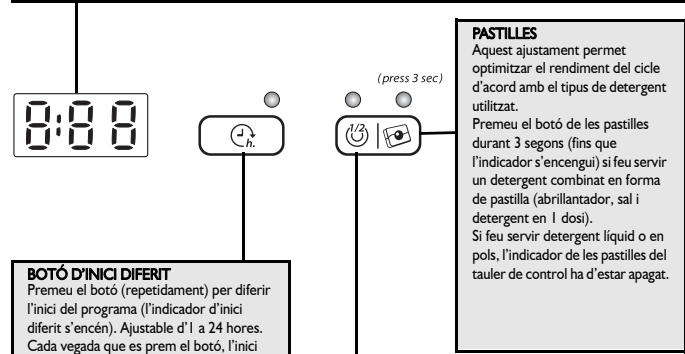 PASTILLES
Aquest ajustament permet
optimitzar el rendiment del cicle
d'acord amb el tipus de detergent
utilitzat.
Premeu el botó de les pastilles
durant 3 segons (fins que
l'indicador s'encengui) si feu servir
un detergent combinat en forma
de pastilla (abrillantador, sal i
detergent en 1 dosi).
Si feu servir detergent líquid o en
pols, l'indicador de les pastilles del
tauler de control ha d'estar apagat.
(press 3 sec)
8:88
h.
1/2
BOTÓ D'INICI DIFERIT
Premeu el botó (repetidament) per diferir
l'inici del programa (l'indicador d'inici
diferit s'encén). Ajustable d'1 a 24 hores.
Cada vegada que es prem el botó, l'inici